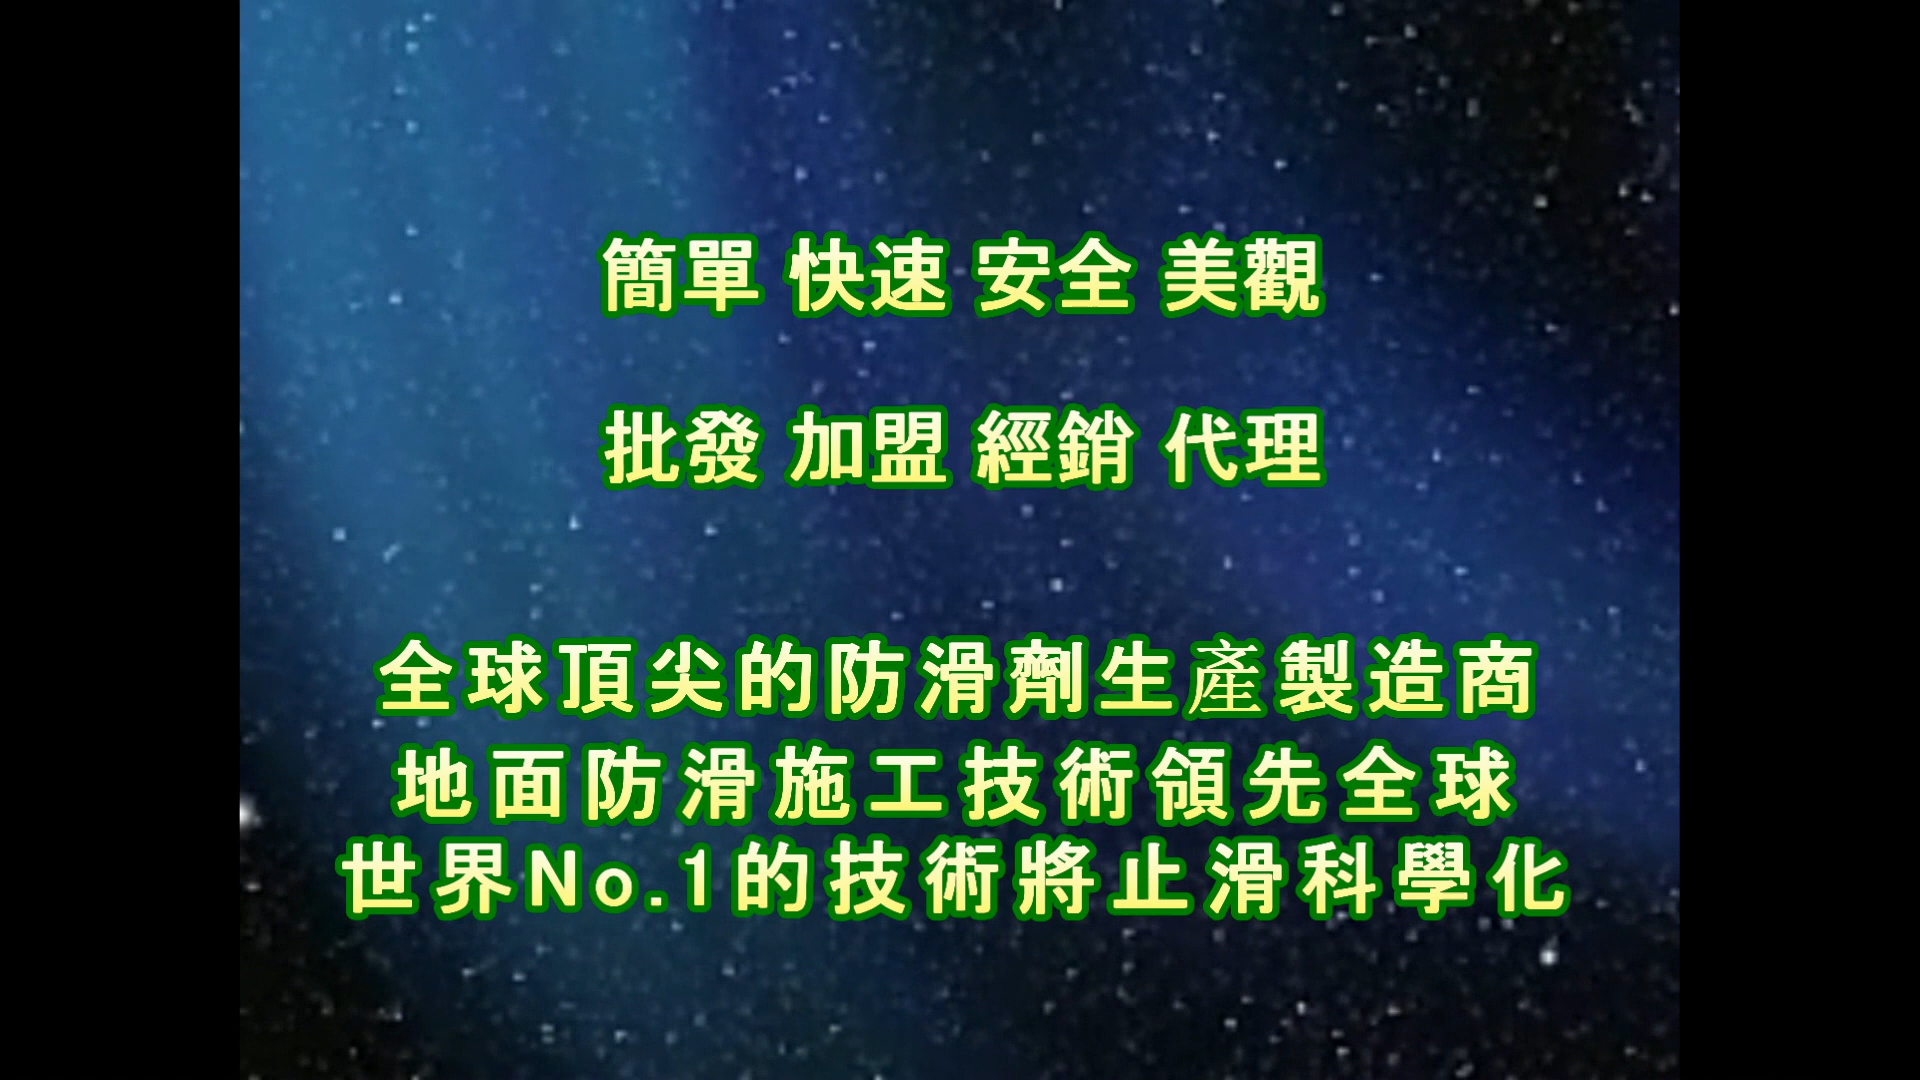 簡單 快速 安全 美觀
批發 加盟 經銷 代理
全球頂尖的防滑劑生產製造商
地面防滑施工技術領先全球
世界No.1的技術將止滑科學化